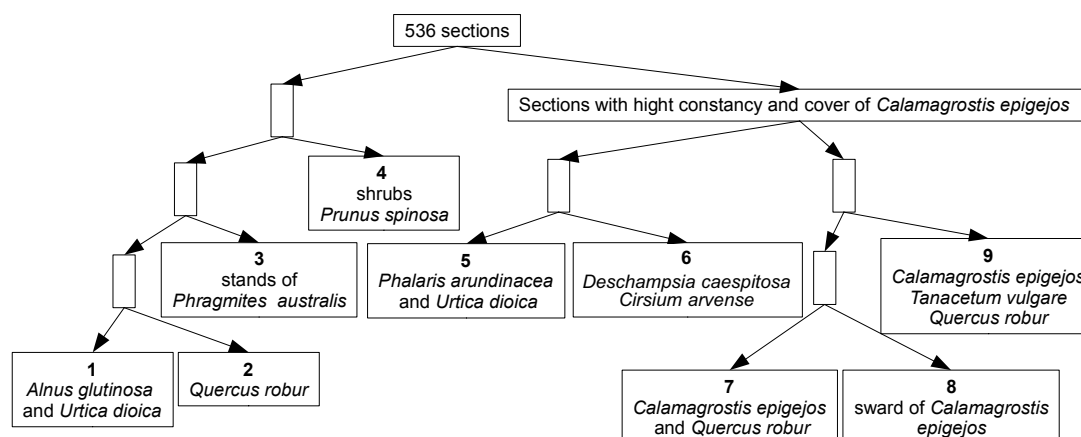 536 sections
Sections with hight constancy and cover of Calamagrostis epigejos
4
shrubs
Prunus spinosa
3
stands of
Phragmites australis
5
Phalaris arundinacea
and Urtica dioica
6
Deschampsia caespitosa
Cirsium arvense
9
Calamagrostis epigejos
Tanacetum vulgare
Quercus robur
1
Alnus glutinosa
and Urtica dioica
2
Quercus robur
7
Calamagrostis epigejos
and Quercus robur
8
sward of Calamagrostis
epigejos